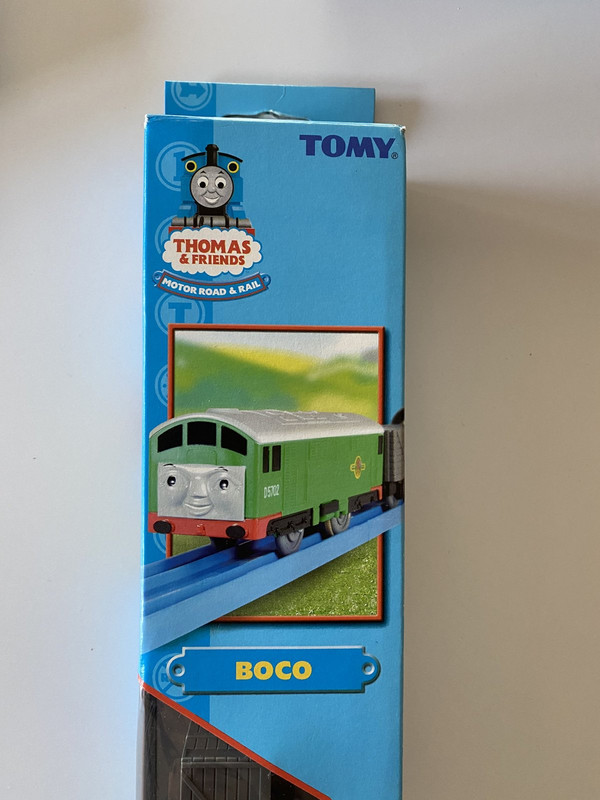 TOMY®
THOMAS
& FRIENDS
MOTOR ROAD & RAIL
D5702
BOCO